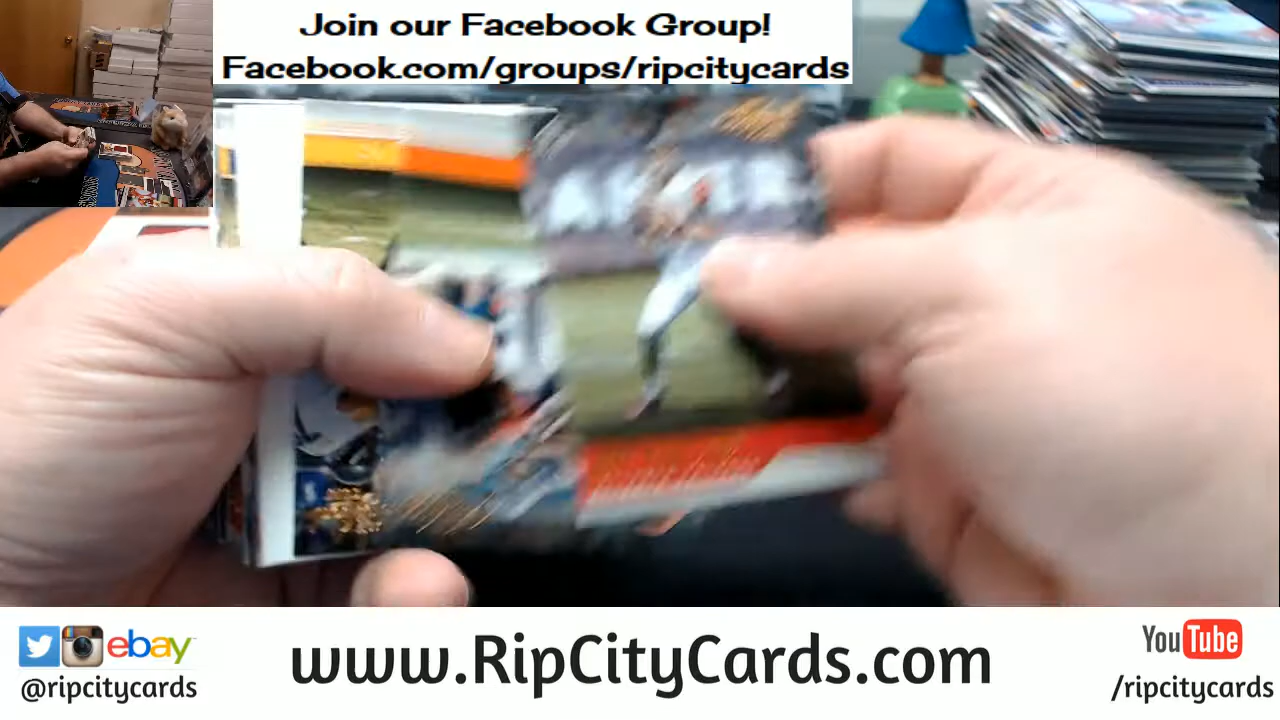 Join our Facebook Group!
Facebook.com/groups/ripcitycards
ebay
@ripcitycards
www.RipCityCards.com
YouTube
/ripcitycards